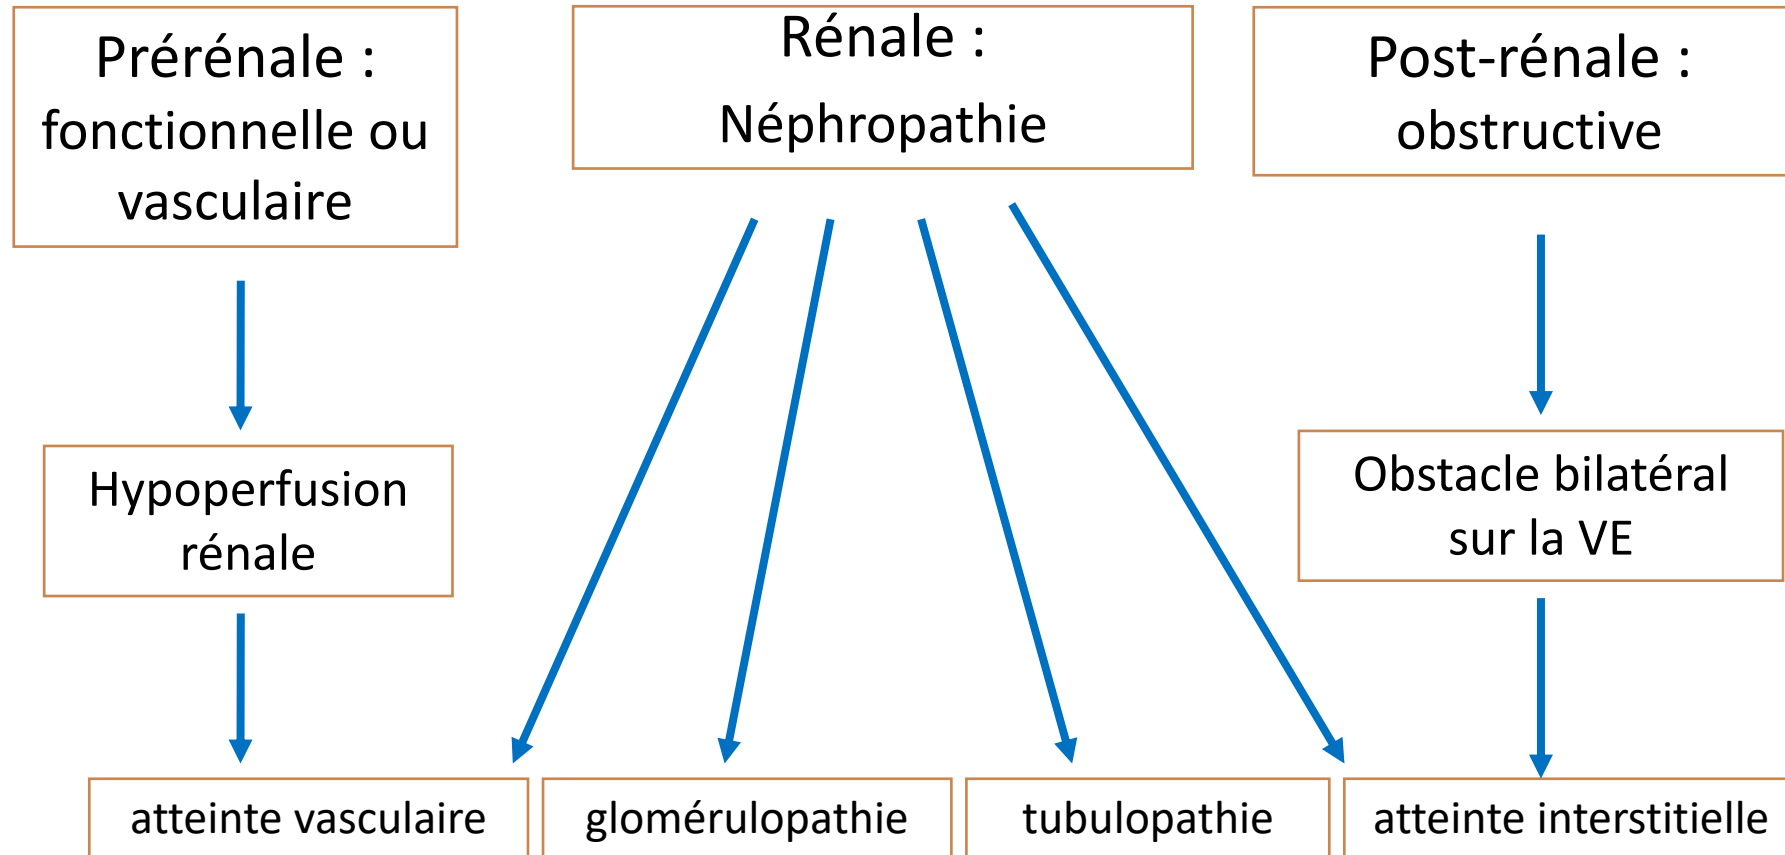 Prérénale :
fonctionnelle ou
vasculaire
Rénale :
Néphropathie
Post-rénale :
obstructive
Hypoperfusion
rénale
Obstacle bilatéral
sur la VE
atteinte vasculaire
glomérulopathie
tubulopathie
atteinte interstitielle